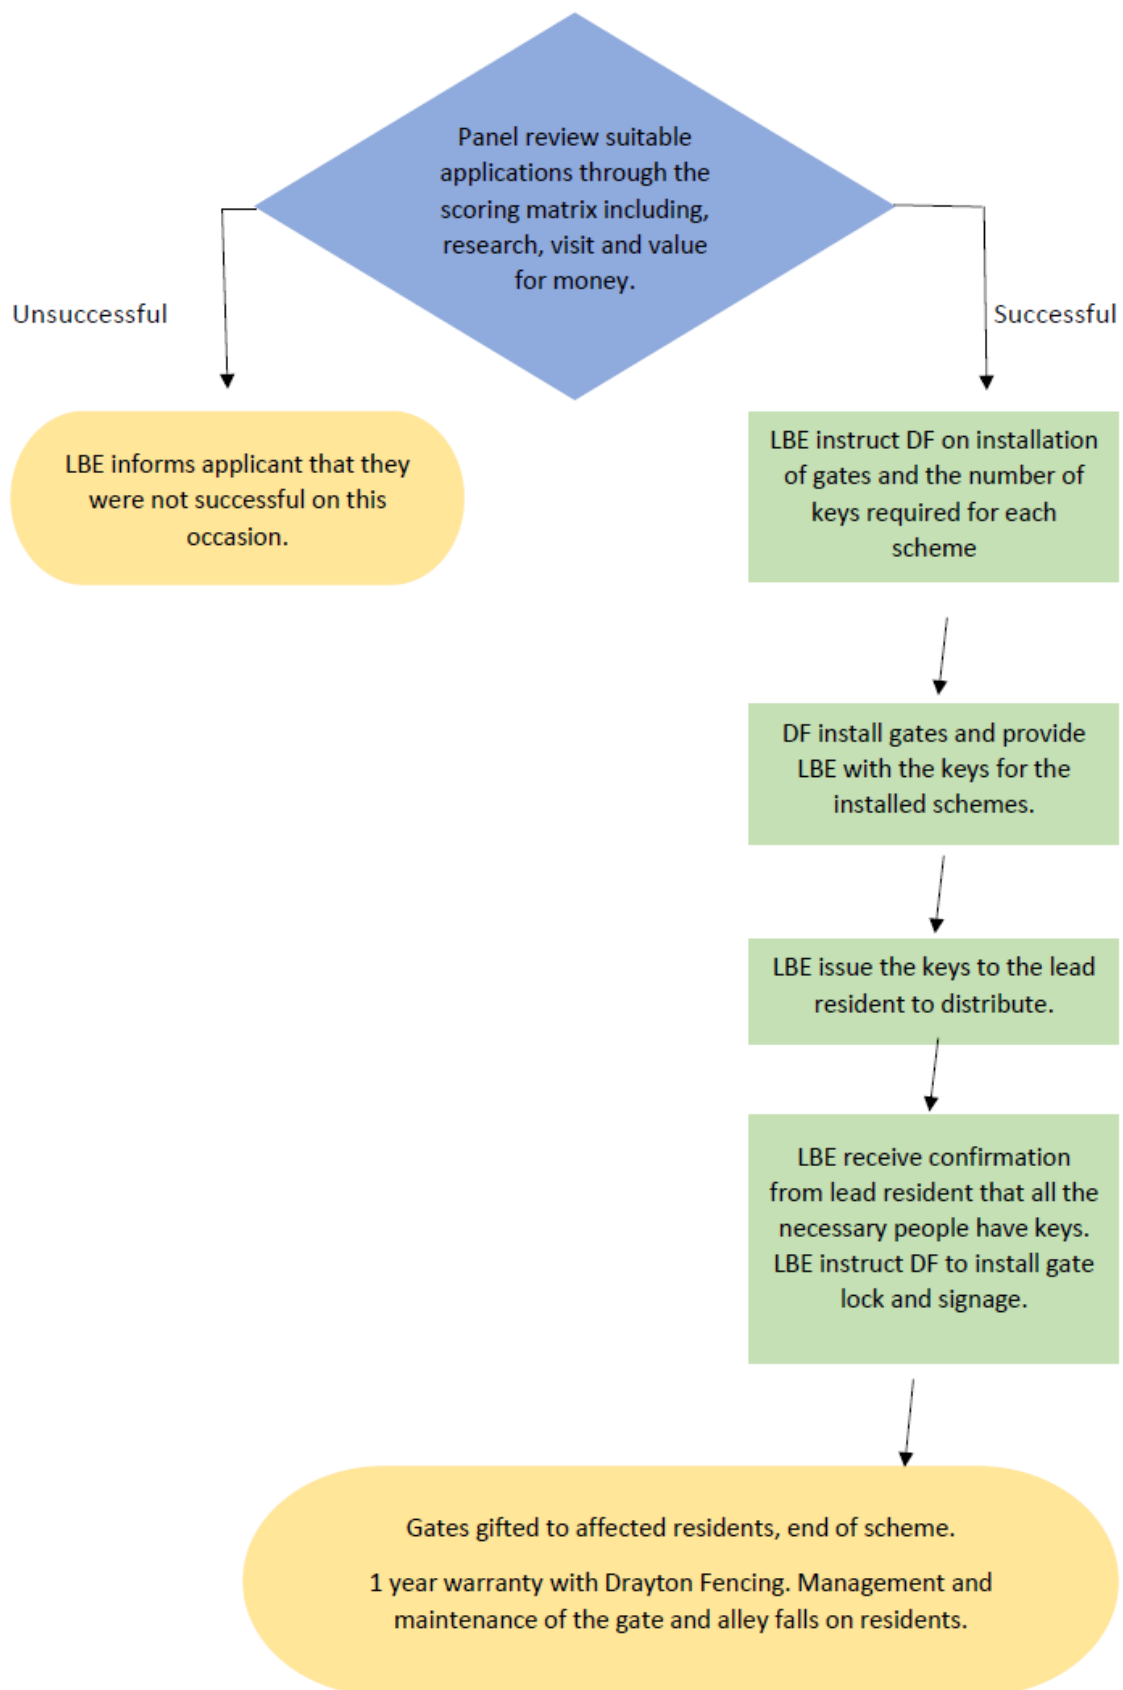 Panel review suitable
applications through the
scoring matrix including,
research, visit and value
for money.
Unsuccessful
Successful
LBE informs applicant that they
were not successful on this
occasion.
LBE instruct DF on installation
of gates and the number of
keys required for each
scheme
DF install gates and provide
LBE with the keys for the
installed schemes.
LBE issue the keys to the lead
resident to distribute.
LBE receive confirmation
from lead resident that all the
necessary people have keys.
LBE instruct DF to install gate
lock and signage.
Gates gifted to affected residents, end of scheme.
1 year warranty with Drayton Fencing. Management and
maintenance of the gate and alley falls on residents.